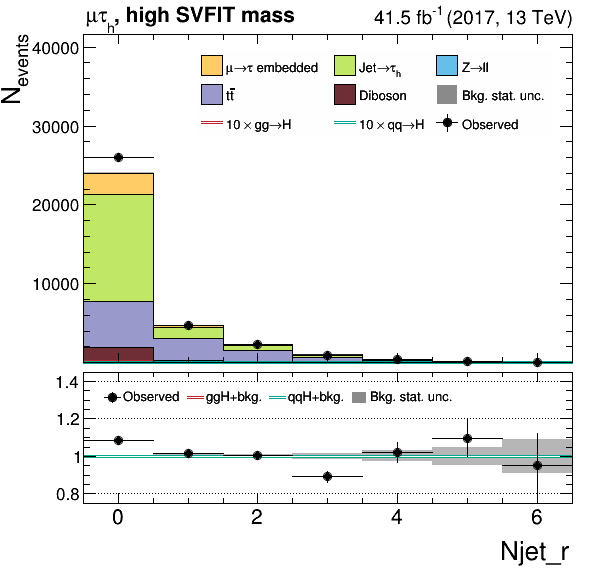 μτh, high SVFIT mass 41.5 fb⁻¹ (2017, 13 TeV)
Nevents
40000
30000
20000
10000
μ→τ embedded Jet→τh Z→ll
tt̄ Diboson Bkg. stat. unc.
10 × gg→H 10 × qq→H Observed
1.4
1.2
1
0.8
Observed ggH+bkg. qqH+bkg. Bkg. stat. unc.
0 2 4 6
Njet_r